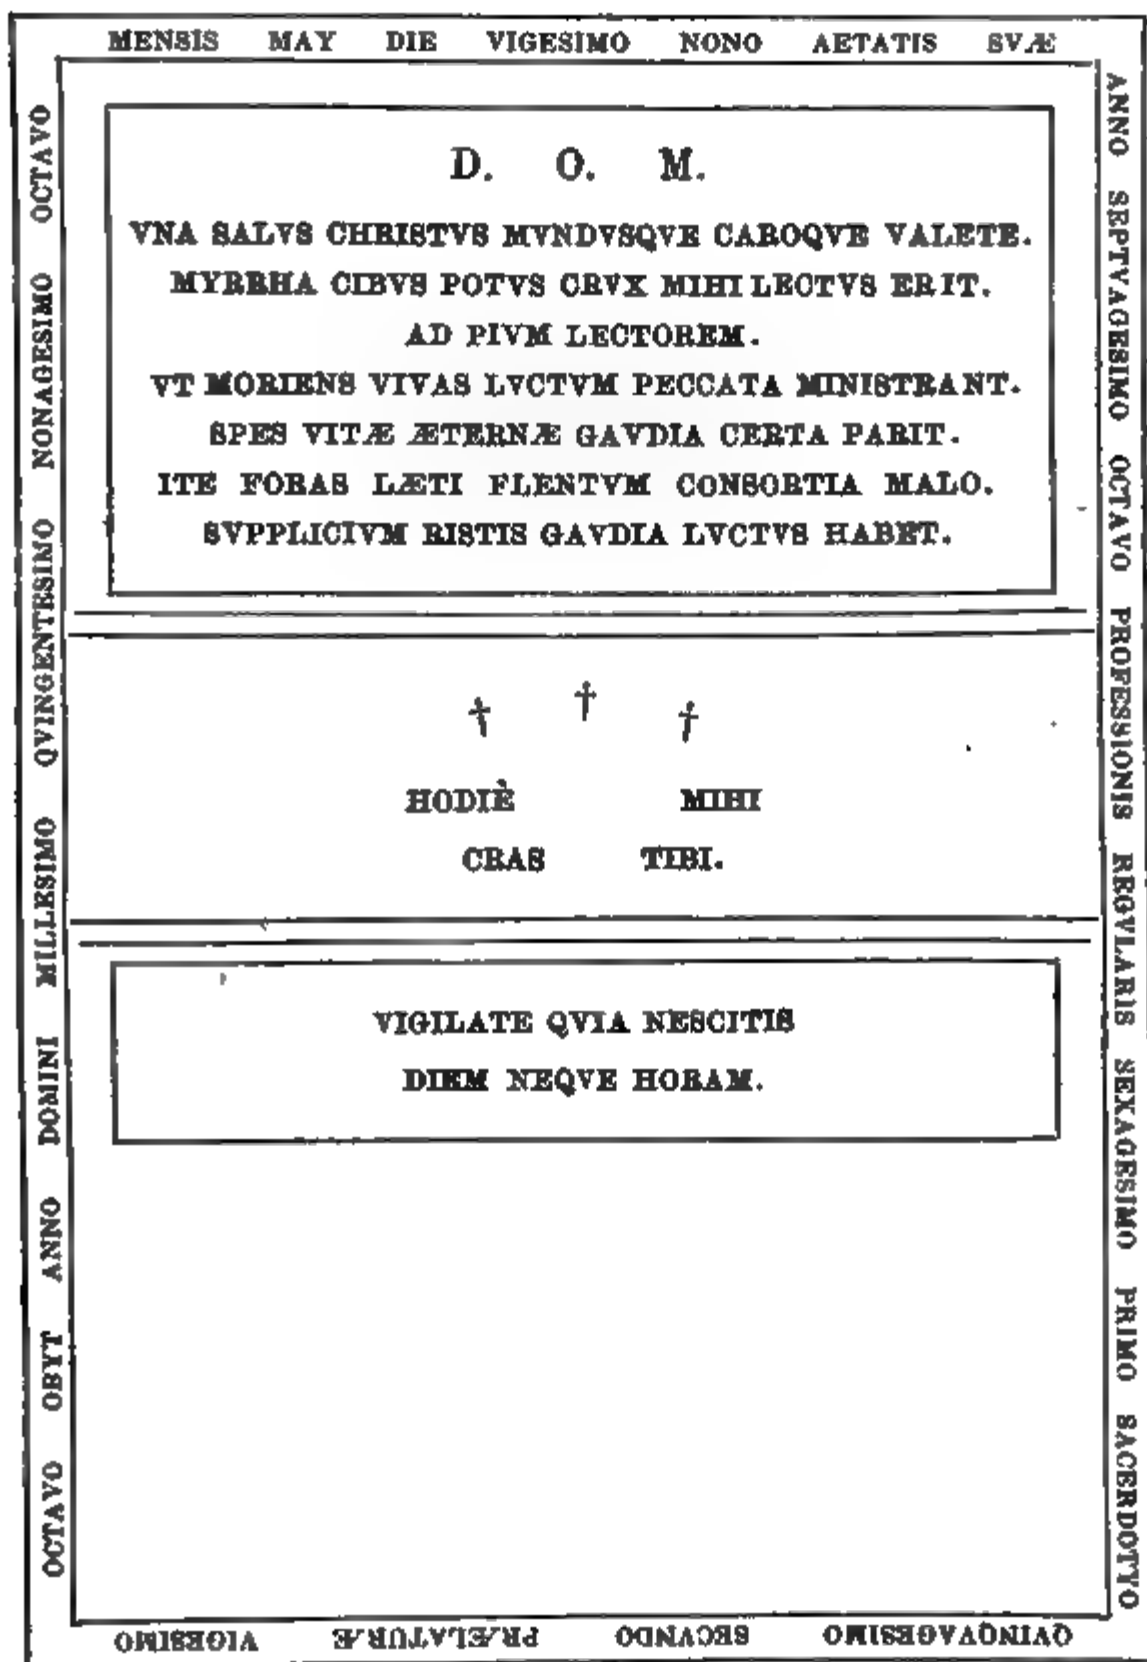 MENSIS MAY DIE VIGESIMO NONO AETATIS SVÆ
ANNO SEPTVAGESIMO OCTAVO PROFESSIONIS REGVLARIS SEXAGESIMO PRIMO SACERDOTYO
QVINQVAGESIMO SECVNDO PRÆLATURÆ VIGESIMO
OCTAVO OBYT ANNO DOMINI MILLESIMO QVINGENTESIMO NONAGESIMO OCTAVO
D. O. M.
VNA SALVS CHRISTVS MVNDVSQVE CAROQVE VALETE.
MYRRHA CIBVS POTVS CRVX MIHI LECTVS ERIT.
AD PIVM LECTOREM.
VT MORIENS VIVAS LVCTVM PECCATA MINISTRANT.
SPES VITÆ ÆTERNÆ GAVDIA CERTA PARIT.
ITE FORAS LÆTI FLENTVM CONSORTIA MALO.
SVPPLICIVM RISTIS GAVDIA LVCTVS HABET.
† † †
HODIÈ MIHI
CRAS TIBI.
VIGILATE QVIA NESCITIS
DIEM NEQVE HORAM.